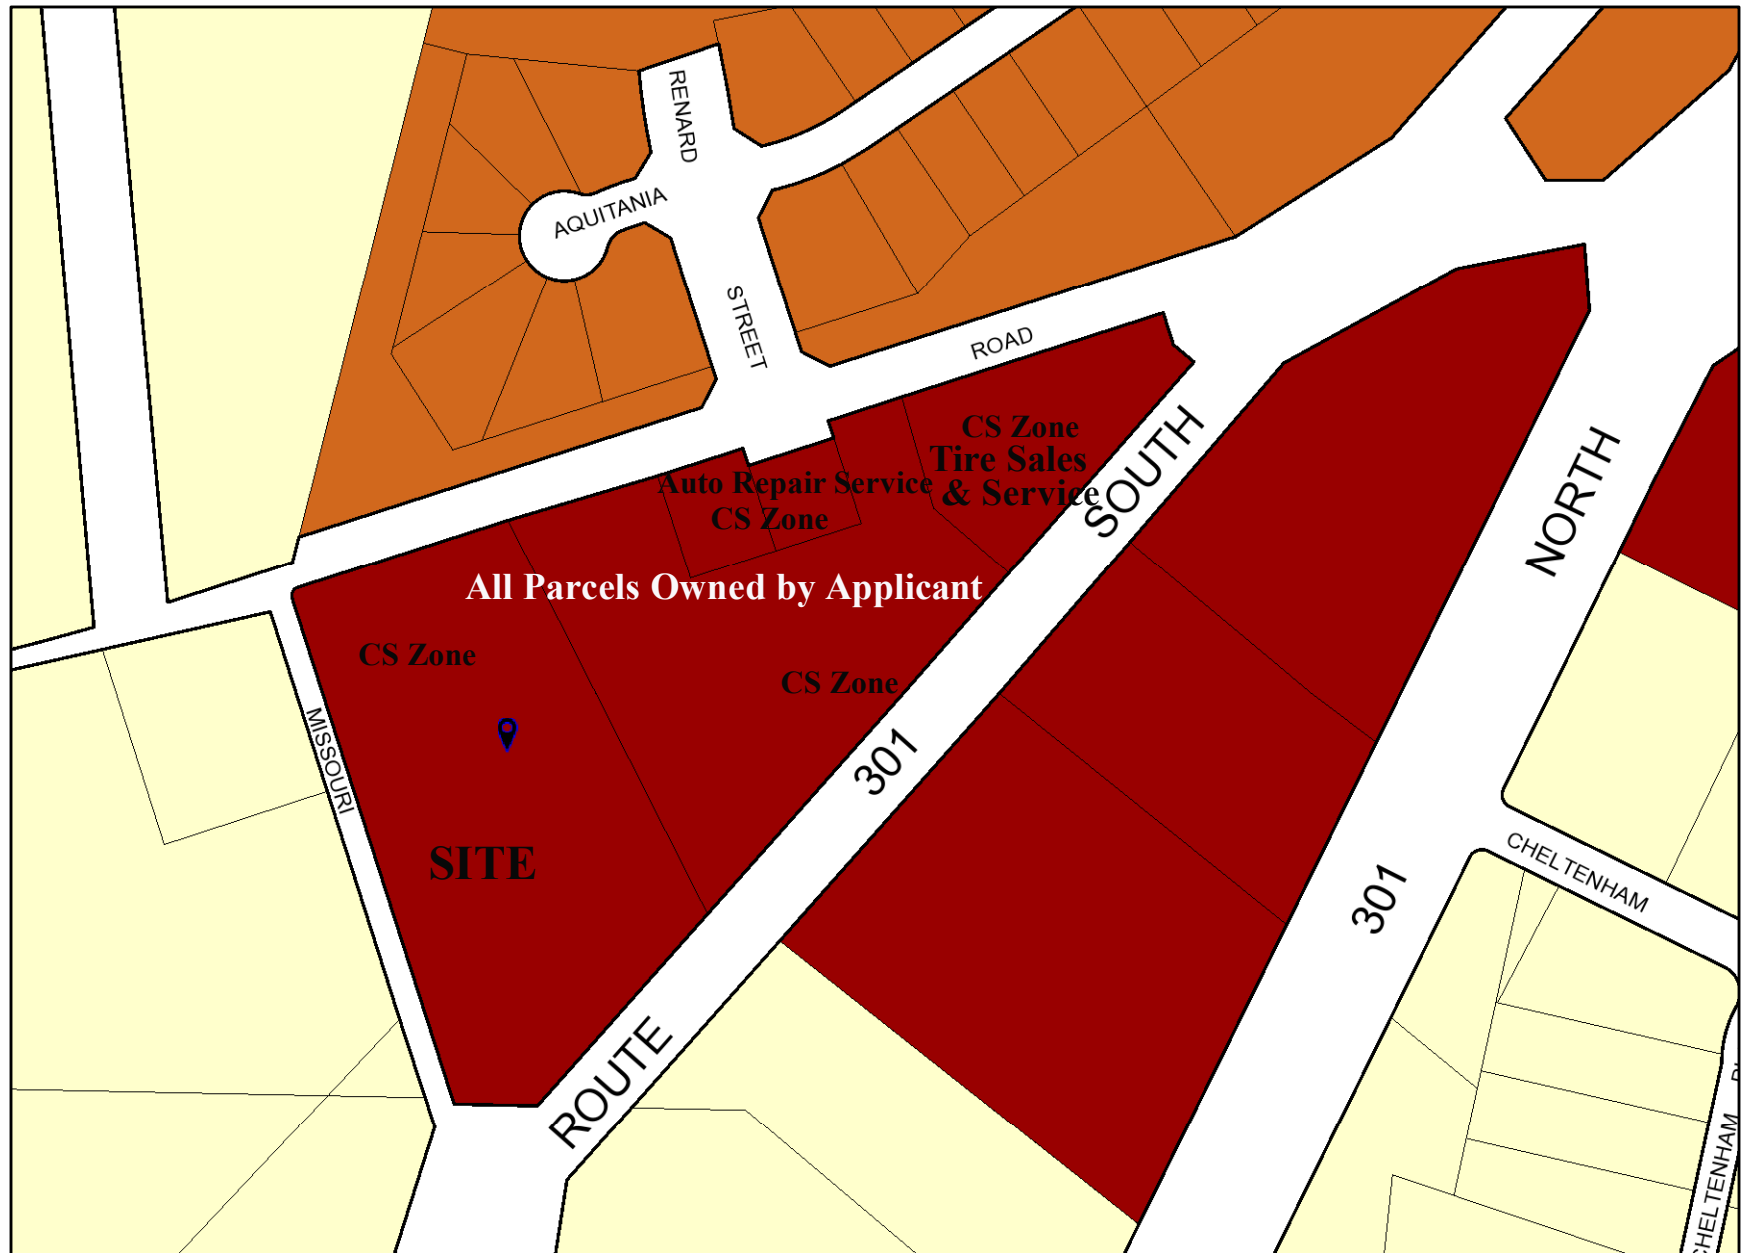 RENARD
AQUITANIA
STREET
ROAD
CS Zone
Tire Sales
& Service
SOUTH
NORTH
Auto Repair Service
CS Zone
All Parcels Owned by Applicant
CS Zone
CS Zone
MISSOURI
301
SITE
CHELTENHAM
301
ROUTE
CHELTENHAM